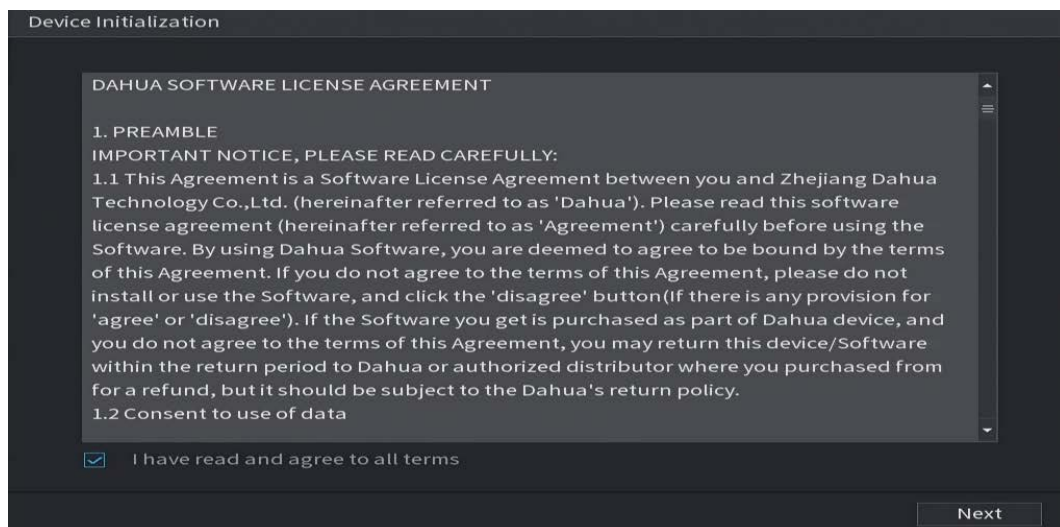 Device Initialization
DAHUA SOFTWARE LICENSE AGREEMENT
1. PREAMBLE
IMPORTANT NOTICE, PLEASE READ CAREFULLY:
1.1 This Agreement is a Software License Agreement between you and Zhejiang Dahua
Technology Co.,Ltd. (hereinafter referred to as 'Dahua'). Please read this software
license agreement (hereinafter referred to as 'Agreement') carefully before using the
Software. By using Dahua Software, you are deemed to agree to be bound by the terms
of this Agreement. If you do not agree to the terms of this Agreement, please do not
install or use the Software, and click the 'disagree' button(If there is any provision for
'agree' or 'disagree'). If the Software you get is purchased as part of Dahua device, and
you do not agree to the terms of this Agreement, you may return this device/Software
within the return period to Dahua or authorized distributor where you purchased from
for a refund, but it should be subject to the Dahua's return policy.
1.2 Consent to use of data
I have read and agree to all terms
Next